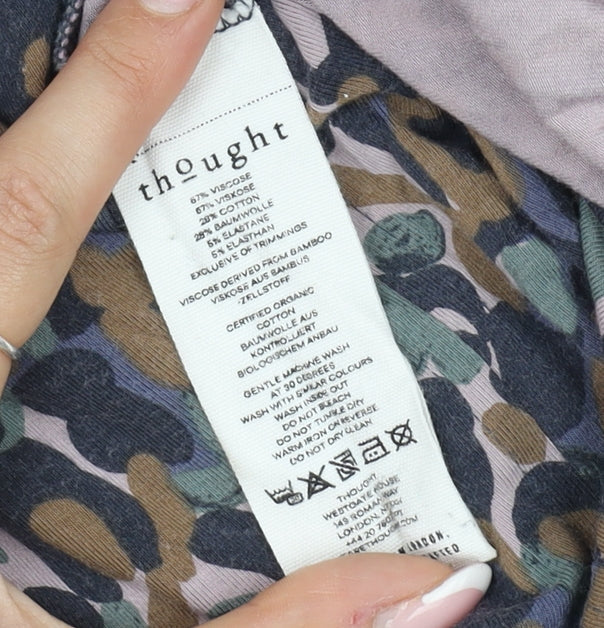 thought
67% VISCOSE
67% VISKOSE
28% COTTON
28% BAUMWOLLE
5% ELASTANE
5% ELASTHAN
EXCLUSIVE OF TRIMMINGS
VISCOSE DERIVED FROM BAMBOO
VISKOSE AUS BAMBUS
-ZELLSTOFF
CERTIFIED ORGANIC
COTTON
BAUMWOLLE AUS
KONTROLLIERT
BIOLOGISCHEM ANBAU
GENTLE MACHINE WASH
AT 30 DEGREES
WASH WITH SIMILAR COLOURS
WASH INSIDE OUT
DO NOT BLEACH
DO NOT TUMBLE DRY
WARM IRON ON REVERSE
DO NOT DRY CLEAN
THOUGHT
WESTGATE HOUSE
149 ROMAN WAY
LONDON,
+44 20
LONDON.